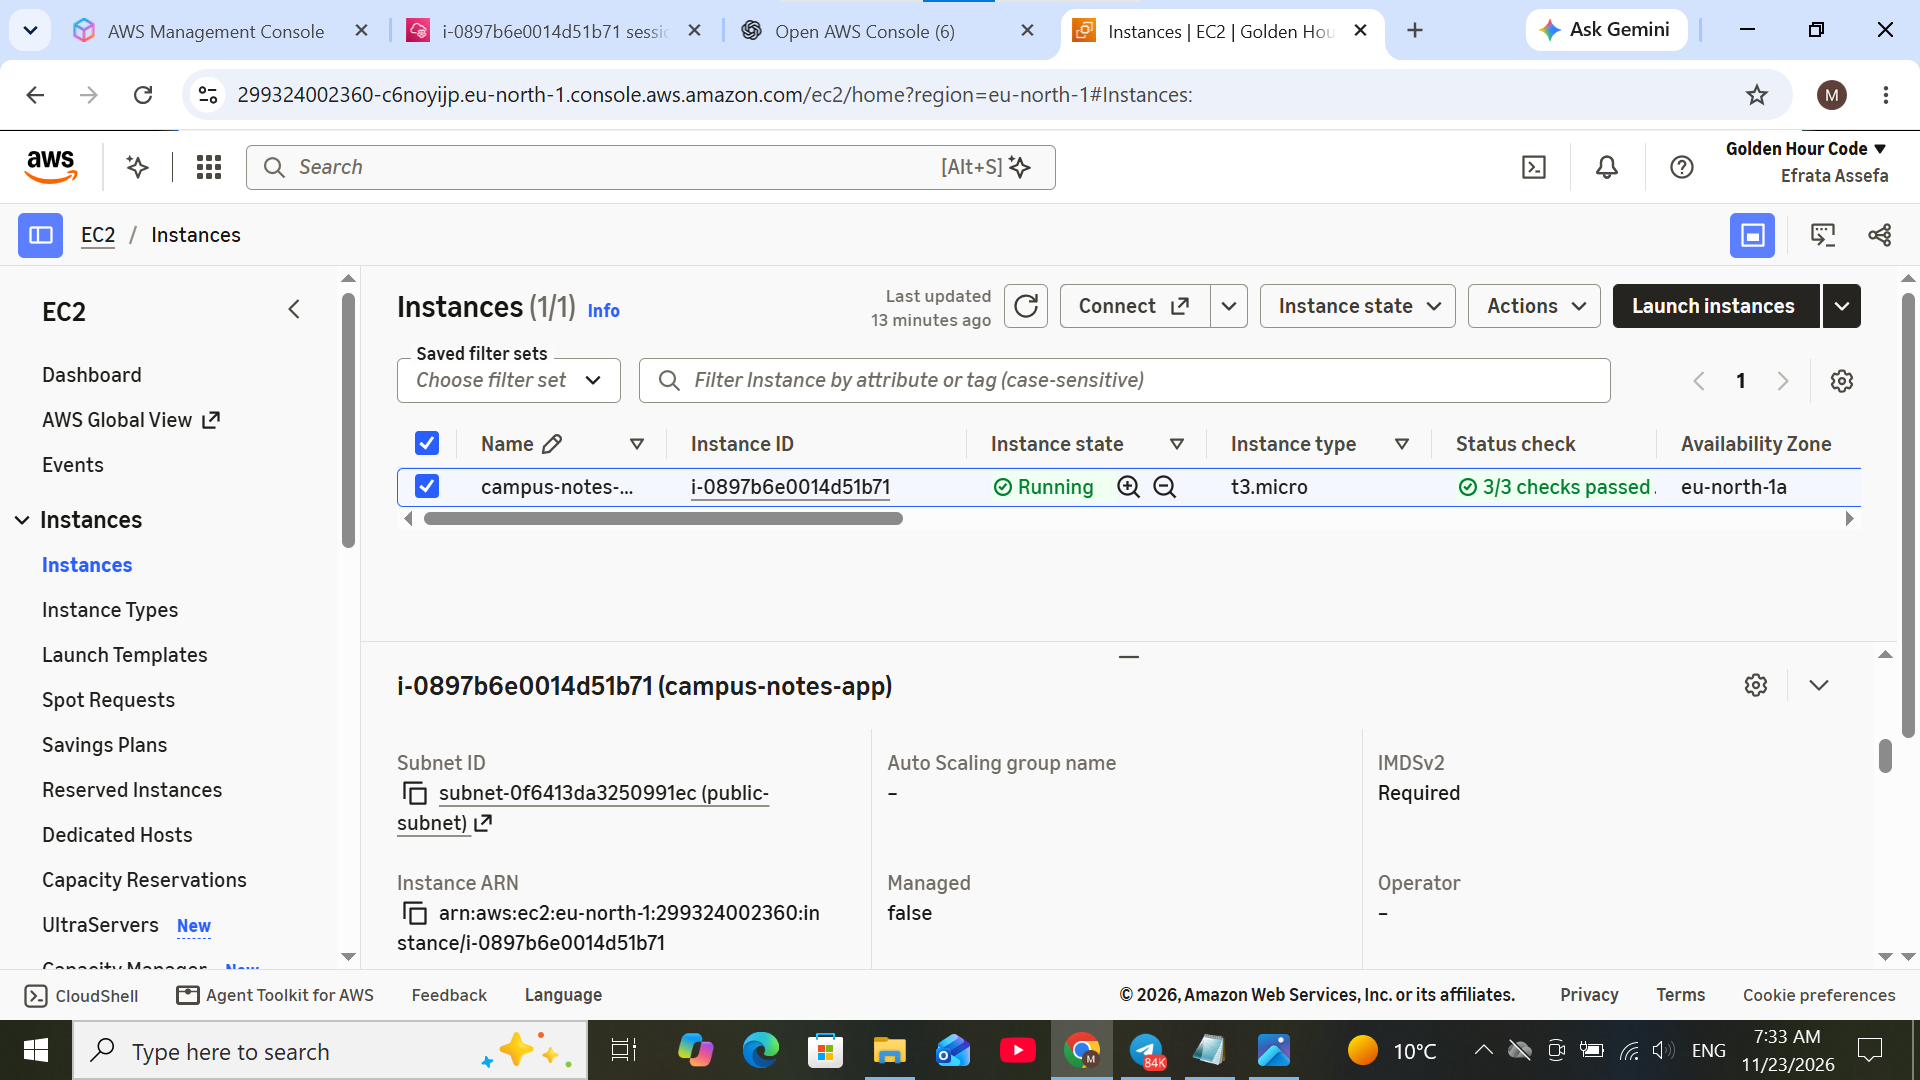 AWS Management Console
i-0897b6e0014d51b71 sessi
Open AWS Console (6)
Instances | EC2 | Golden Hou
Ask Gemini
299324002360-c6noyijp.eu-north-1.console.aws.amazon.com/ec2/home?region=eu-north-1#Instances:
M
aws
Search
[Alt+S]
Golden Hour Code
Efrata Assefa
EC2 / Instances
EC2
Dashboard
AWS Global View
Events
Instances
Instances
Instance Types
Launch Templates
Spot Requests
Savings Plans
Reserved Instances
Dedicated Hosts
Capacity Reservations
UltraServers New
Capacity Manager New
Instances (1/1) Info
Last updated
13 minutes ago
Connect
Instance state
Actions
Launch instances
Saved filter sets
Choose filter set
Filter Instance by attribute or tag (case-sensitive)
1
Name
Instance ID
Instance state
Instance type
Status check
Availability Zone
campus-notes-...
i-0897b6e0014d51b71
Running
t3.micro
3/3 checks passed .
eu-north-1a
i-0897b6e0014d51b71 (campus-notes-app)
Subnet ID
subnet-0f6413da3250991ec (public-
subnet)
Auto Scaling group name
–
IMDSv2
Required
Instance ARN
arn:aws:ec2:eu-north-1:299324002360:in
stance/i-0897b6e0014d51b71
Managed
false
Operator
–
CloudShell
Agent Toolkit for AWS
Feedback
Language
© 2026, Amazon Web Services, Inc. or its affiliates.
Privacy
Terms
Cookie preferences
Type here to search
M
84K
10°C
ENG
7:33 AM
11/23/2026